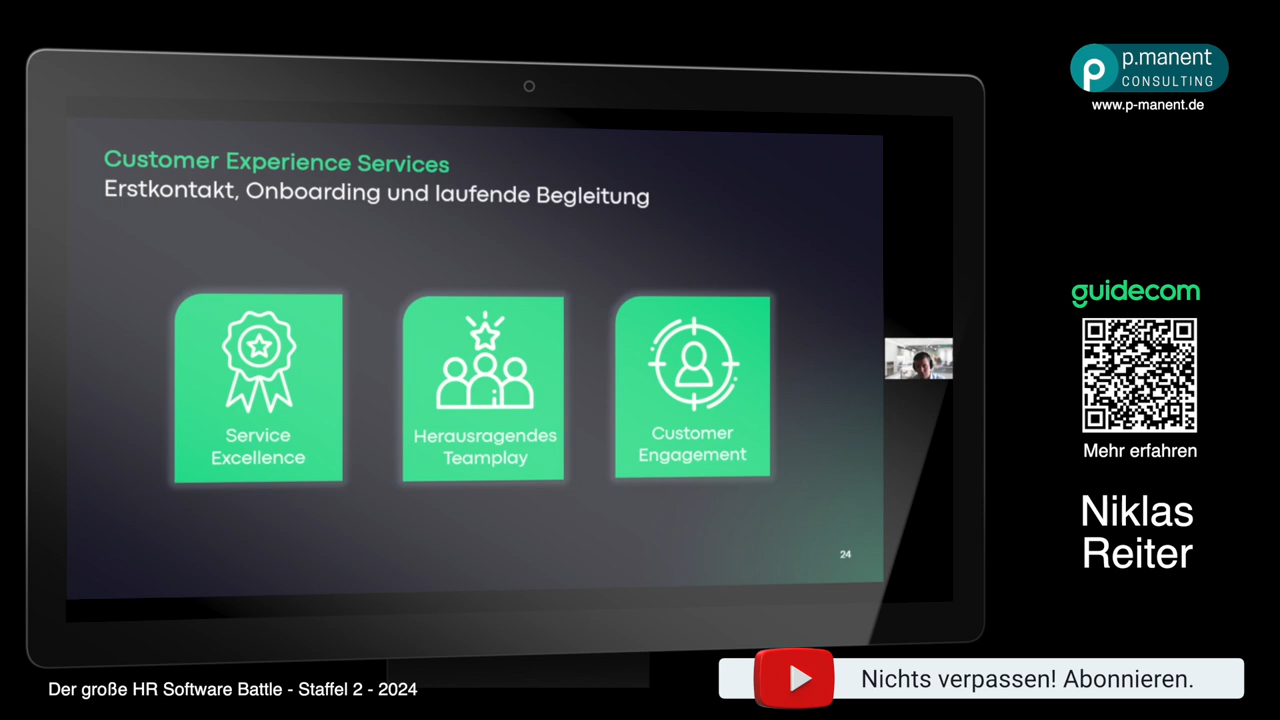 p.manent
CONSULTING
www.p-manent.de
Customer Experience Services
Erstkontakt, Onboarding und laufende Begleitung
Service
Excellence
Herausragendes
Teamplay
Customer
Engagement
24
guidecom
Mehr erfahren
Niklas
Reiter
Der große HR Software Battle - Staffel 2 - 2024
Nichts verpassen! Abonnieren.